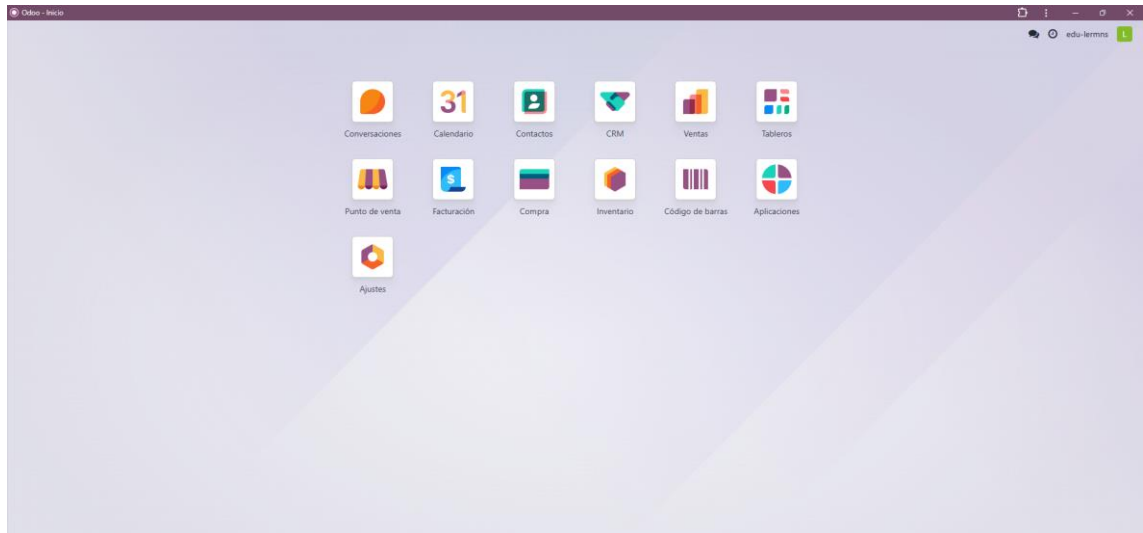 Odoo - Inicio
edu-lermns L
31
Conversaciones Calendario Contactos CRM Ventas Tableros
$
Punto de venta Facturación Compra Inventario Código de barras Aplicaciones
Ajustes